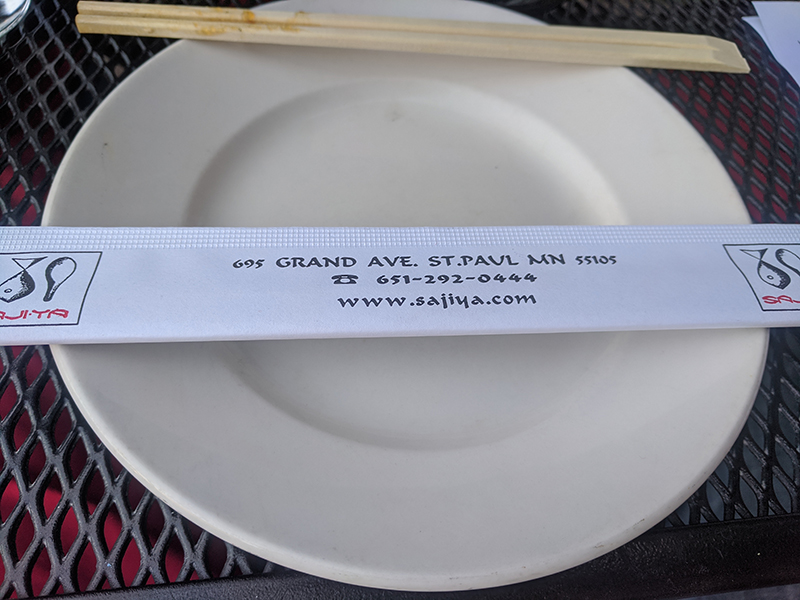 695 GRAND AVE. ST.PAUL MN 55105
☎ 651-292-0444
www.sajiya.com